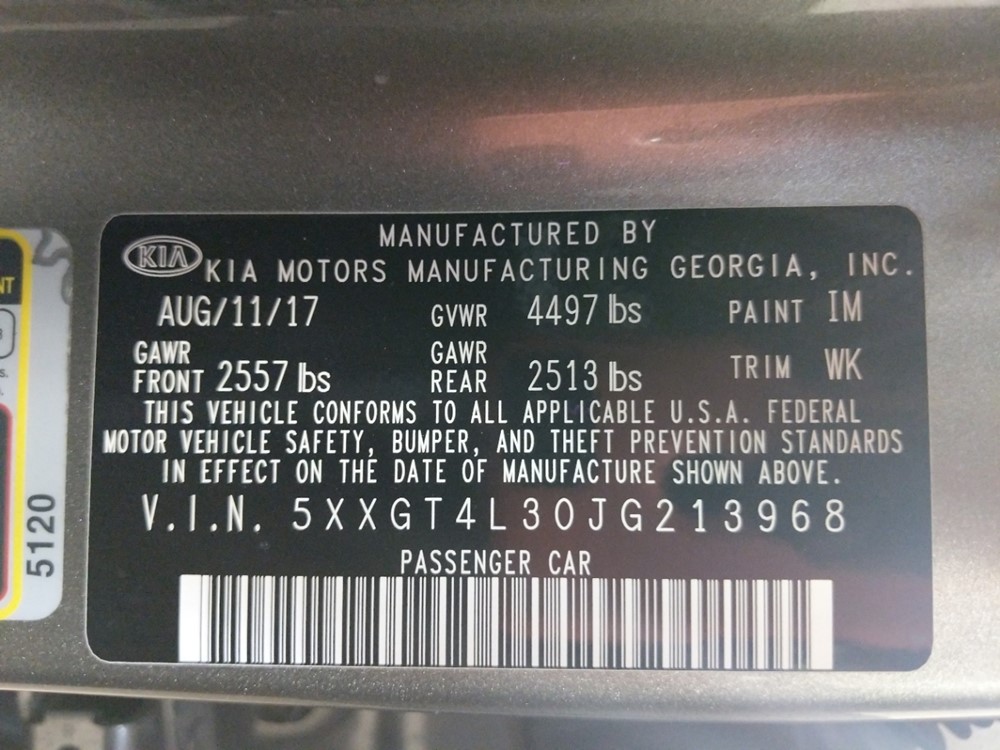 MANUFACTURED BY
KIA
KIA MOTORS MANUFACTURING GEORGIA, INC.
AUG/11/17 GVWR 4497 lbs PAINT IM
GAWR FRONT 2557 lbs GAWR REAR 2513 lbs TRIM WK
THIS VEHICLE CONFORMS TO ALL APPLICABLE U.S.A. FEDERAL
MOTOR VEHICLE SAFETY, BUMPER, AND THEFT PREVENTION STANDARDS
IN EFFECT ON THE DATE OF MANUFACTURE SHOWN ABOVE.
V.I.N. 5XXGT4L30JG213968
PASSENGER CAR
5120